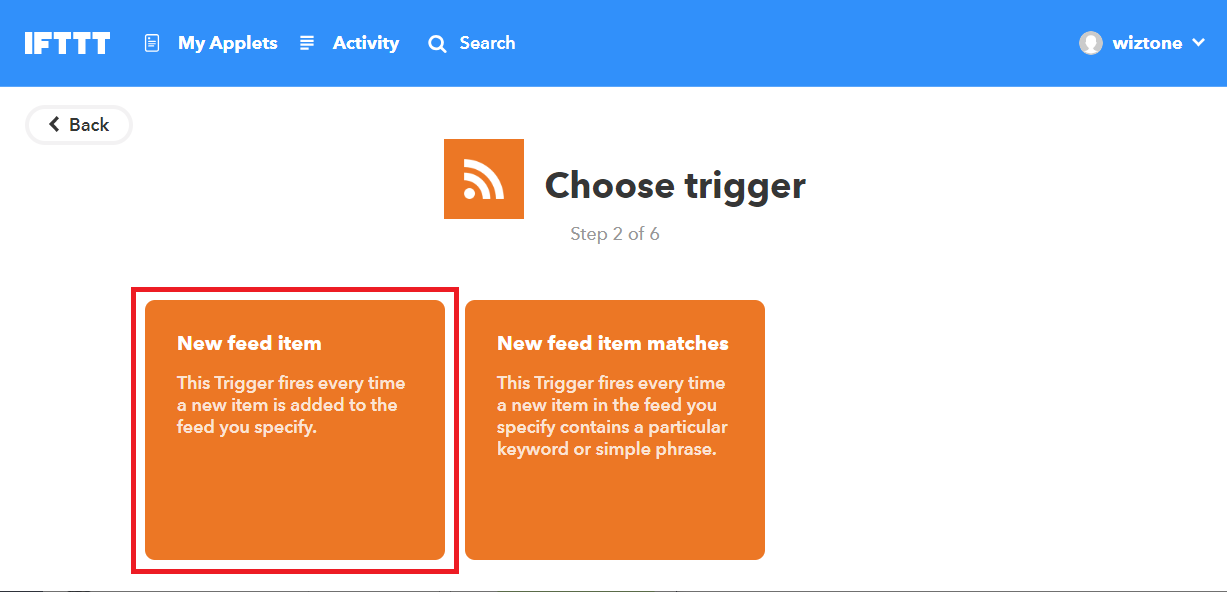 IFTTT My Applets Activity Search wiztone
Back
Choose trigger
Step 2 of 6
New feed item
This Trigger fires every time
a new item is added to the
feed you specify.
New feed item matches
This Trigger fires every time
a new item in the feed you
specify contains a particular
keyword or simple phrase.